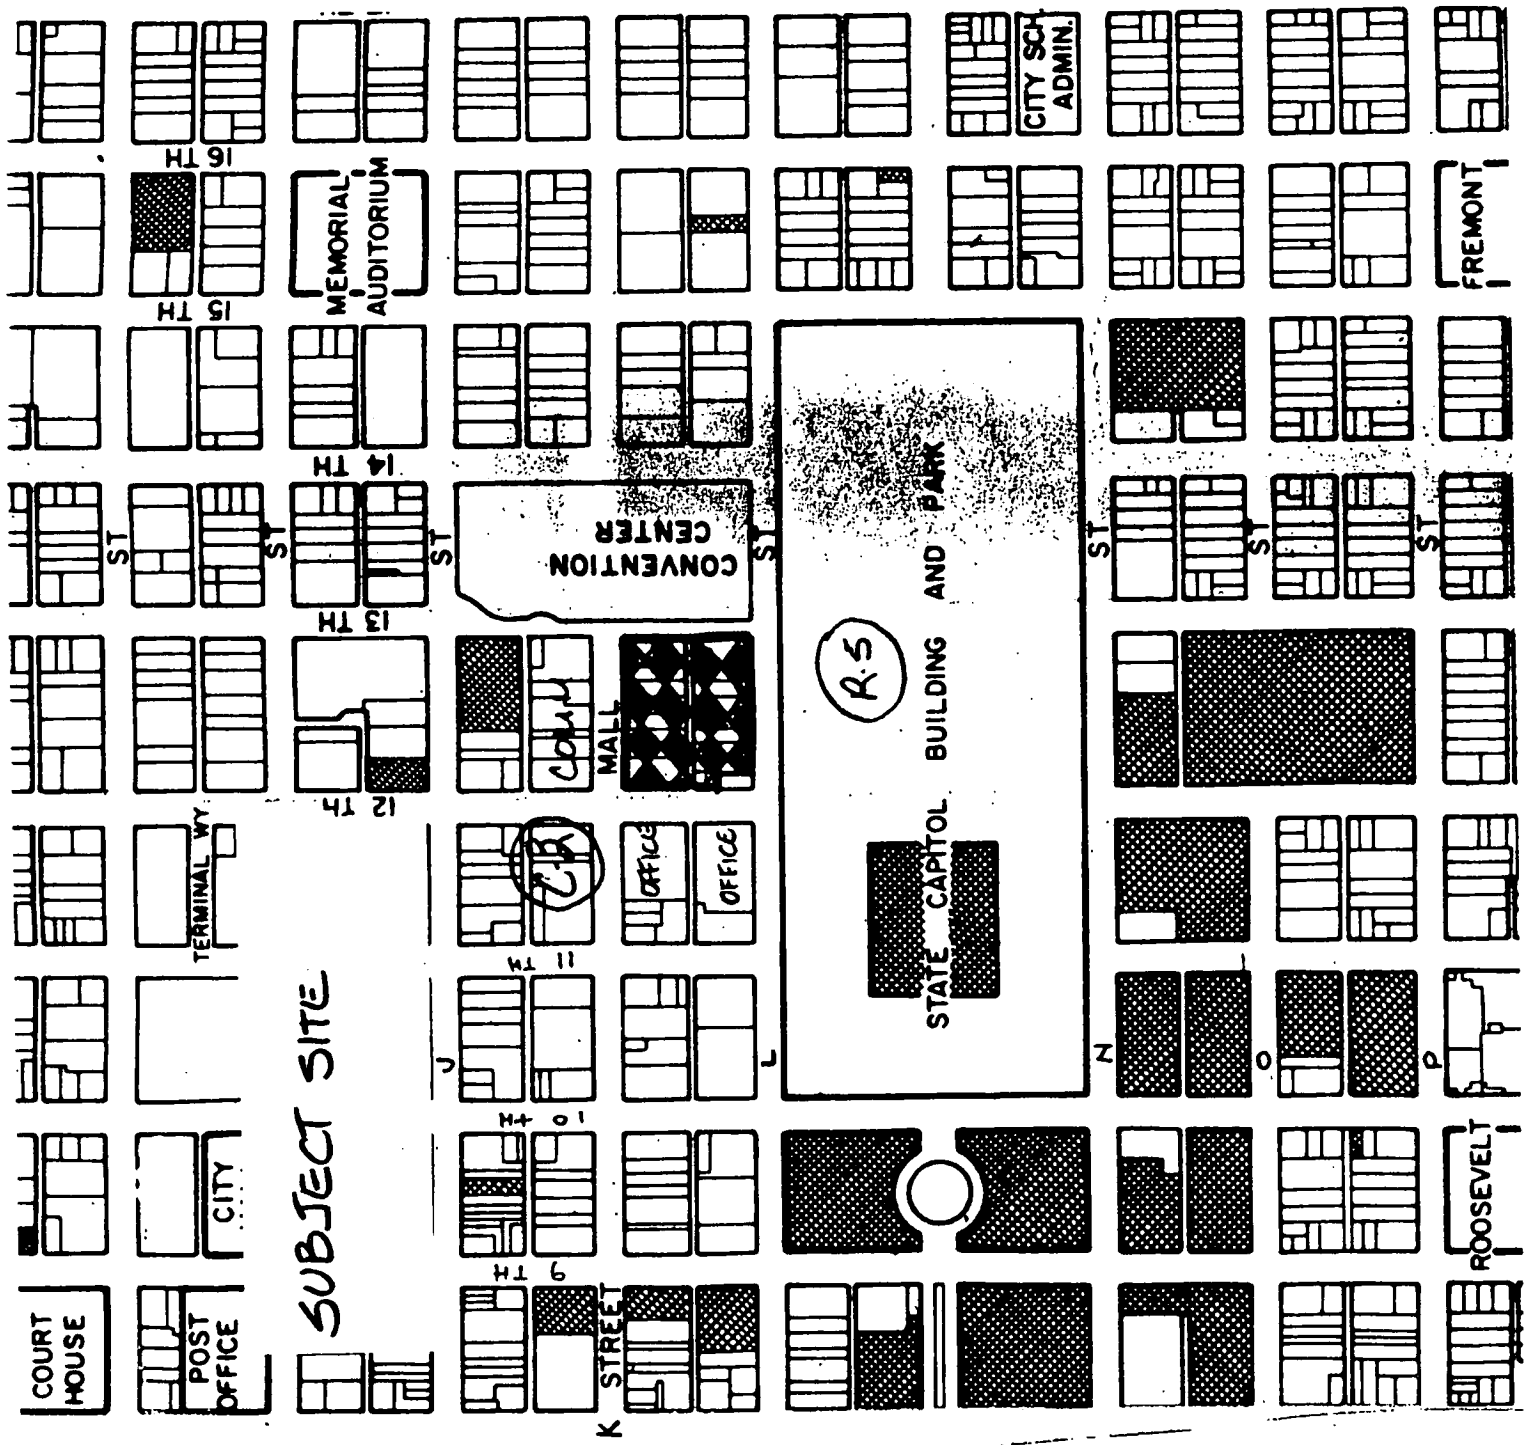 CITY SCH.
ADMIN.
16 TH
MEMORIAL
AUDITORIUM
FREMONT
15 TH
14 TH
ST
ST
ST
ST
ST
ST
ST
CONVENTION
CENTER
13 TH
STATE CAPITOL BUILDING AND PARK
R-5
COM
MALL
12 TH
TERMINAL WY
C-3
OFFICE
OFFICE
11 TH
SUBJECT SITE
J
L
N
O
P
10 TH
CITY
ROOSEVELT
9 TH
COURT
HOUSE
POST
OFFICE
K STREET